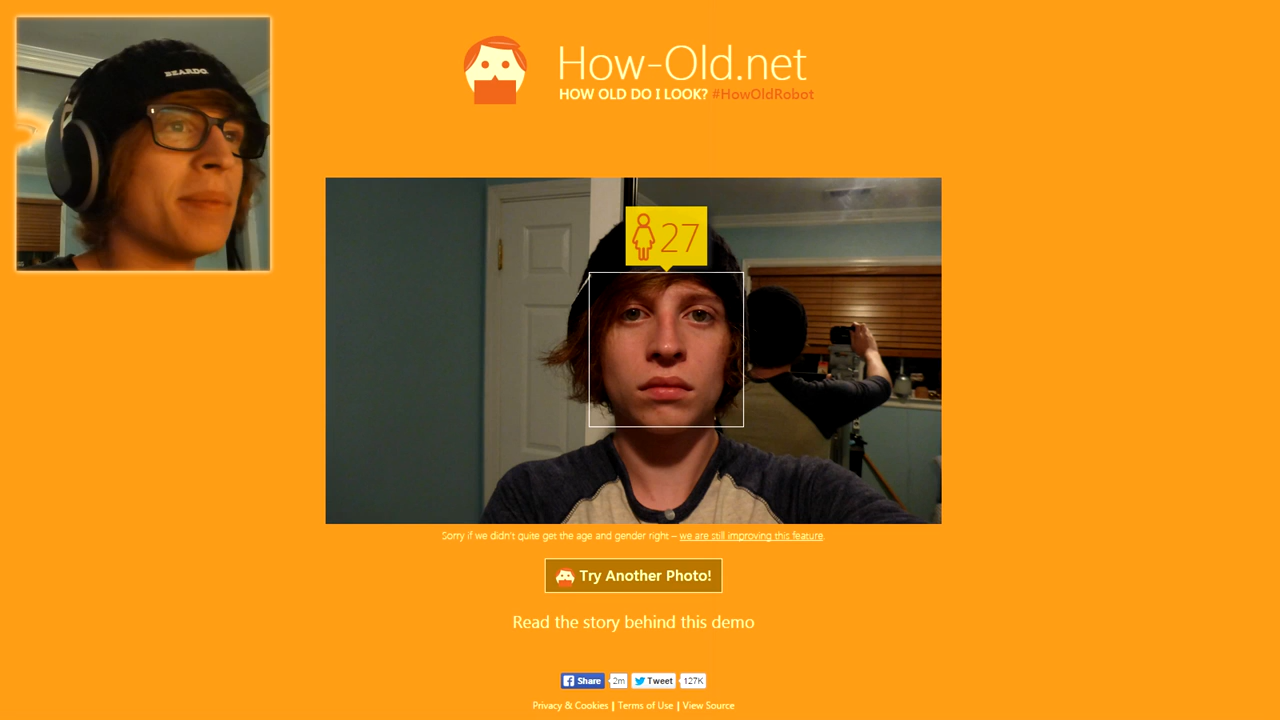 BEARDO.
How-Old.net
HOW OLD DO I LOOK? #HowOldRobot
27
Sorry if we didn't quite get the age and gender right – we are still improving this feature.
Try Another Photo!
Read the story behind this demo
Share 2m Tweet 127K
Privacy & Cookies | Terms of Use | View Source